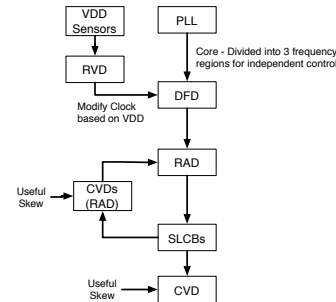 VDD
Sensors
PLL
Core - Divided into 3 frequency
regions for independent control
RVD
Modify Clock
based on VDD
DFD
RAD
CVDs
(RAD)
Useful
Skew
SLCBs
Useful
Skew
CVD